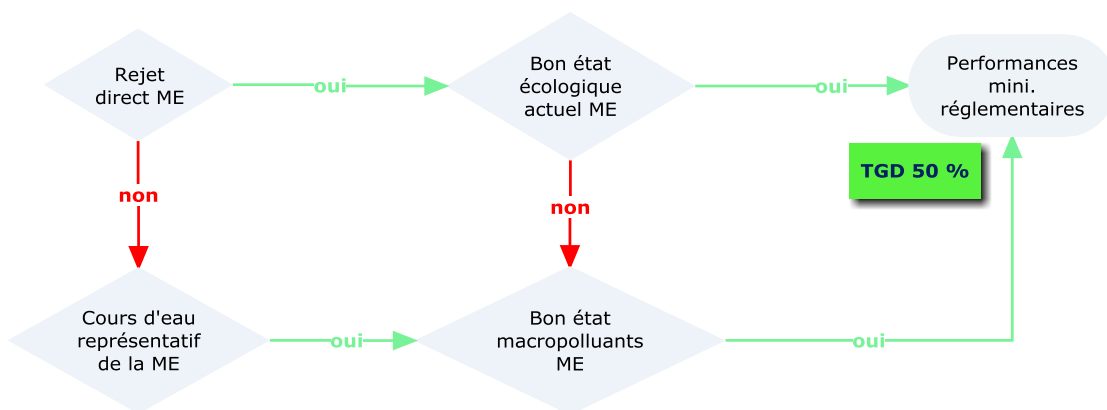 Rejet
direct ME
oui
Bon état
écologique
actuel ME
oui
Performances
mini.
réglementaires
TGD 50 %
non
non
Cours d'eau
représentatif
de la ME
oui
Bon état
macropolluants
ME
oui